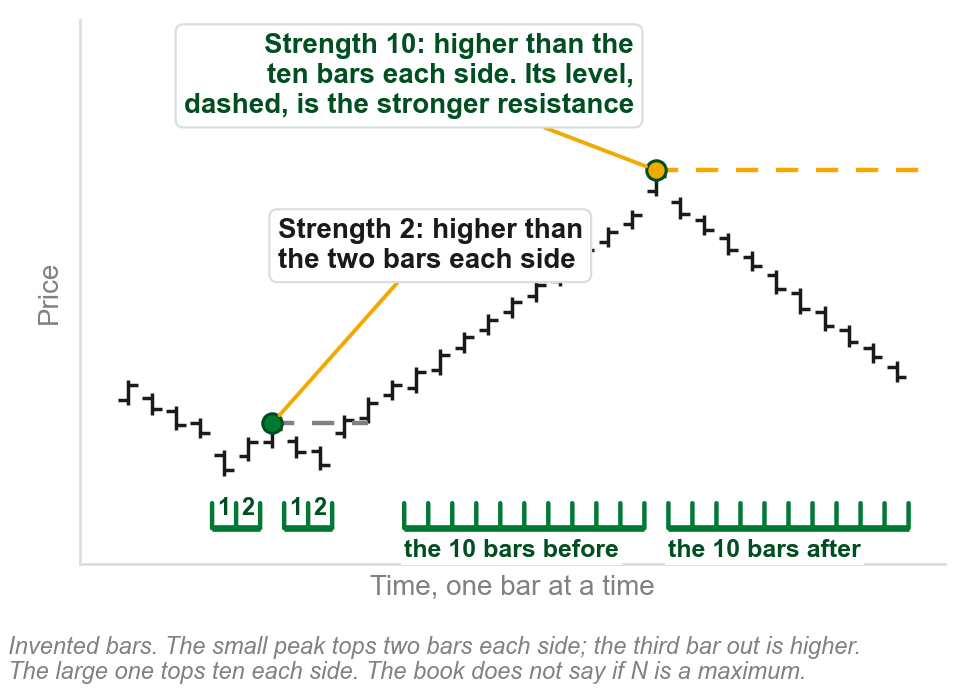 Strength 10: higher than the
ten bars each side. Its level,
dashed, is the stronger resistance
Strength 2: higher than
the two bars each side
Price
1 2 1 2
the 10 bars before the 10 bars after
Time, one bar at a time
Invented bars. The small peak tops two bars each side; the third bar out is higher.
The large one tops ten each side. The book does not say if N is a maximum.